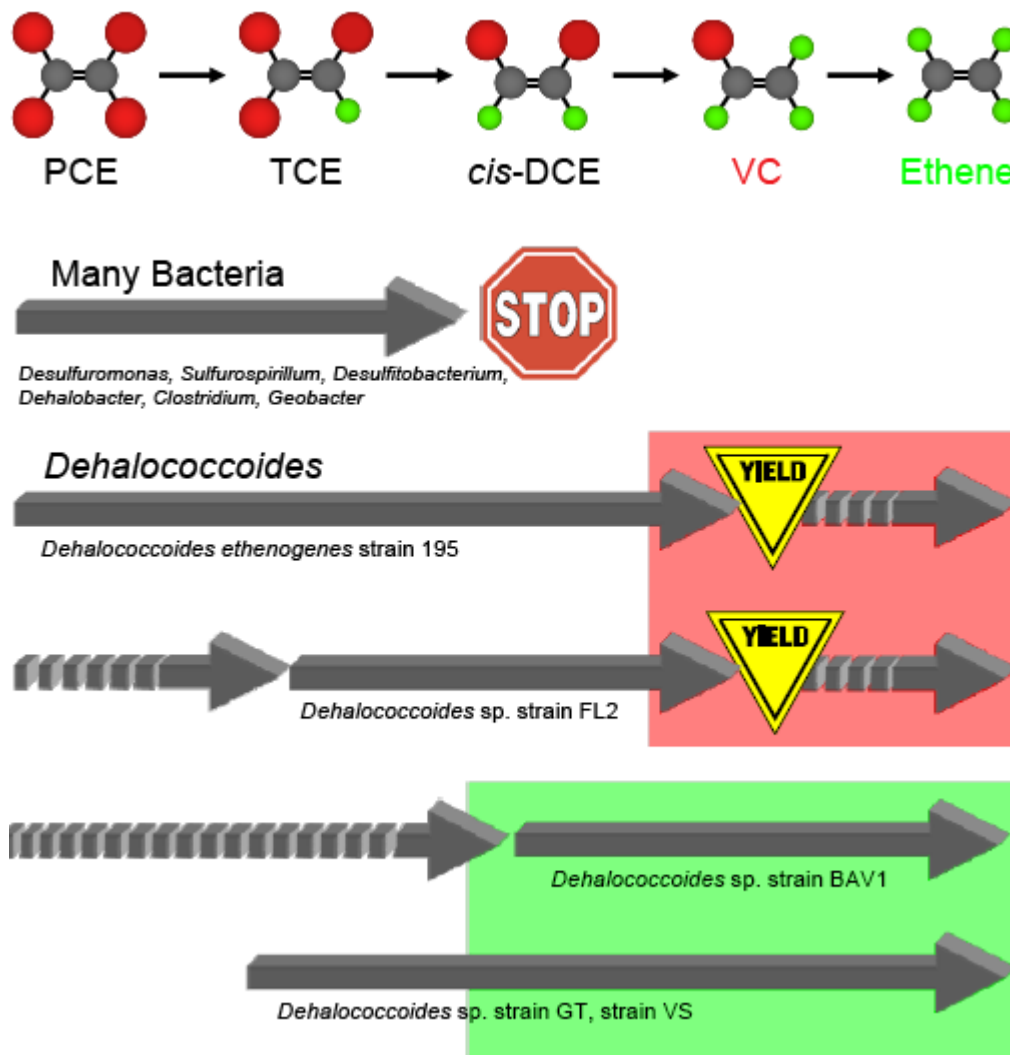 PCE TCE cis-DCE VC Ethene
Many Bacteria
STOP
Desulfuromonas, Sulfurospirillum, Desulfitobacterium,
Dehalobacter, Clostridium, Geobacter
Dehalococcoides
YIELD
Dehalococcoides ethenogenes strain 195
YIELD
Dehalococcoides sp. strain FL2
Dehalococcoides sp. strain BAV1
Dehalococcoides sp. strain GT, strain VS